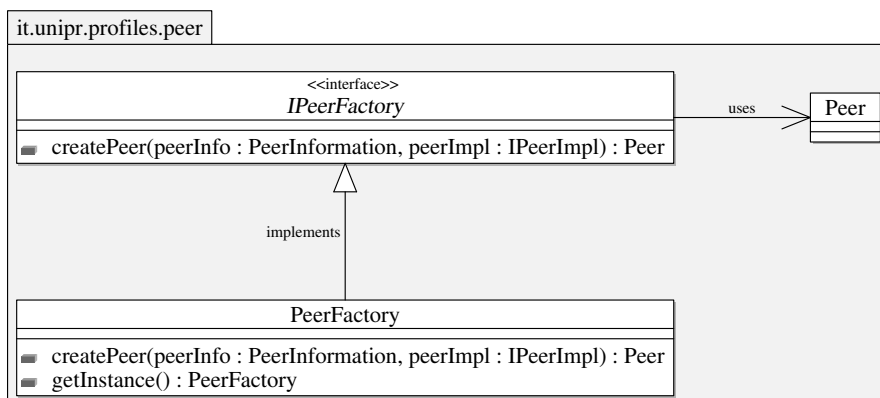 it.unipr.profiles.peer
<<interface>>
IPeerFactory
createPeer(peerInfo : PeerInformation, peerImpl : IPeerImpl) : Peer
uses
Peer
implements
PeerFactory
createPeer(peerInfo : PeerInformation, peerImpl : IPeerImpl) : Peer
getInstance() : PeerFactory